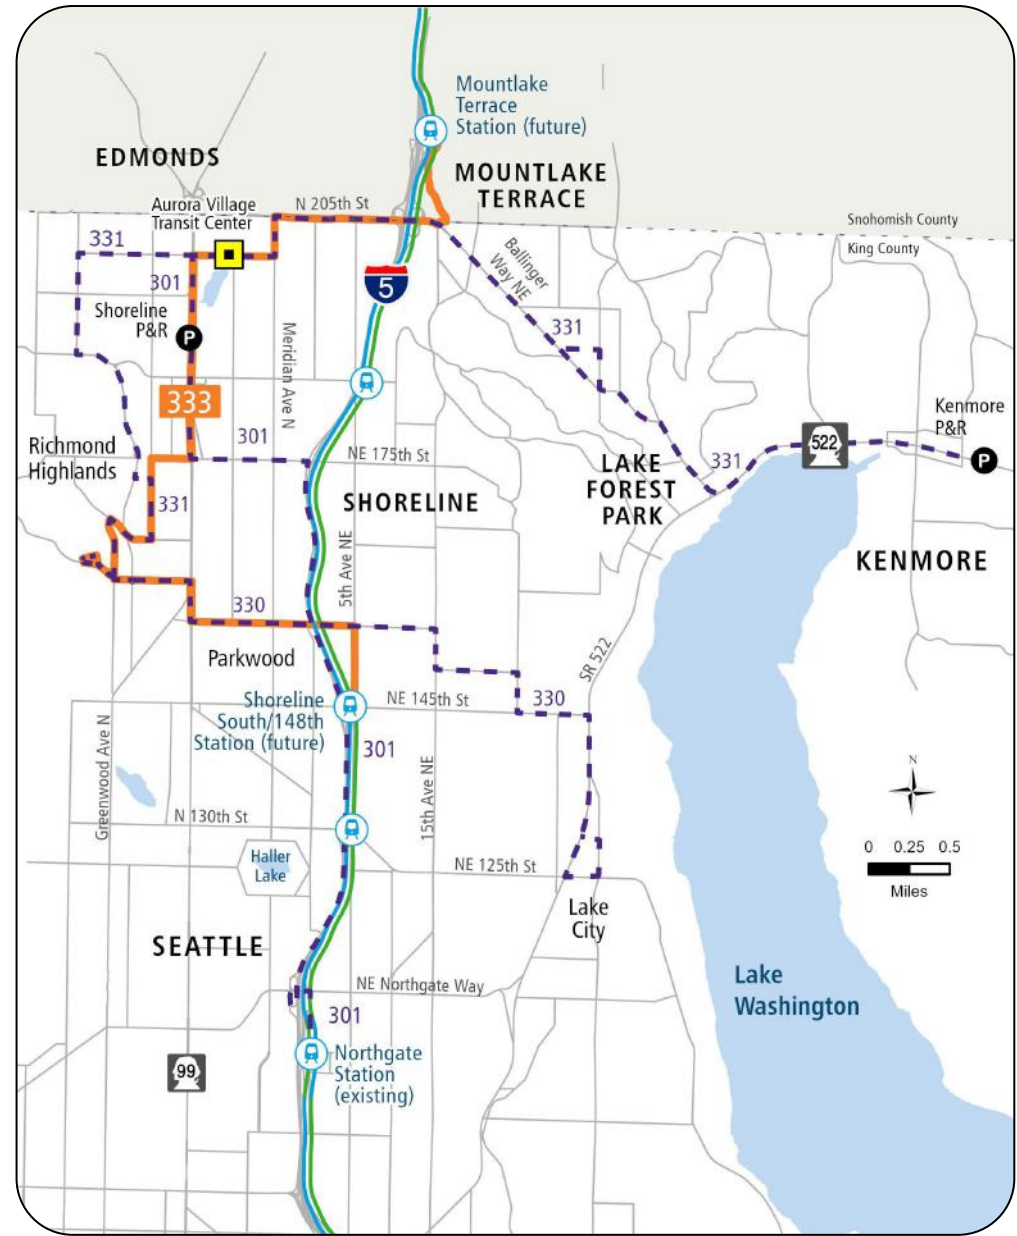 Mountlake
Terrace
Station (future)
EDMONDS
MOUNTLAKE
TERRACE
Aurora Village
Transit Center
N 205th St
Snohomish County
King County
331
301
Ballinger
Way NE
5
Shoreline
P&R
P
331
Meridian Ave N
333
Kenmore
P&R
301
522
Richmond
Highlands
NE 175th St
LAKE
FOREST
PARK
331
P
331
SHORELINE
5th Ave NE
KENMORE
330
SR 522
Parkwood
Shoreline
South/148th
Station (future)
NE 145th St
330
301
Greenwood Ave N
15th Ave NE
N
N 130th St
0 0.25 0.5
Miles
Haller
Lake
NE 125th St
Lake
City
SEATTLE
Lake
Washington
NE Northgate Way
301
Northgate
Station
(existing)
99